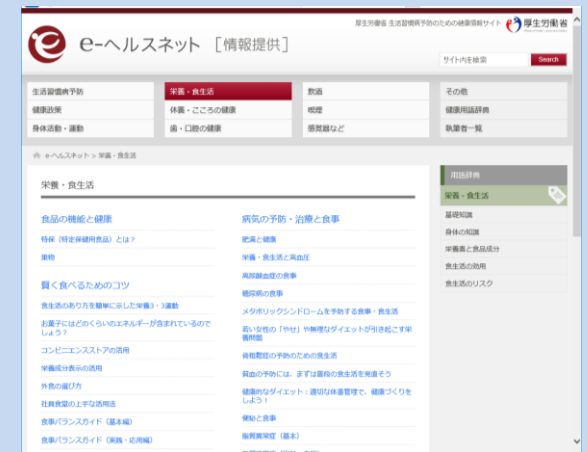 厚生労働省 生活習慣病予防のための健康情報サイト
厚生労働省
e-ヘルスネット [情報提供]
サイト内を検索
Search
生活習慣病予防
栄養・食生活
飲酒
その他
健康政策
休養・こころの健康
喫煙
健康用語辞典
身体活動・運動
歯・口腔の健康
感覚器など
執筆者一覧
e-ヘルスネット > 栄養・食生活
栄養・食生活
食品の機能と健康
特保（特定保健用食品）とは？
果物
賢く食べるためのコツ
食生活のあり方を簡単に示した栄養3・3運動
お菓子にはどのくらいのエネルギーが含まれているので
しょう？
コンビニエンスストアの活用
栄養成分表示の活用
外食の選び方
社員食堂の上手な活用法
食事バランスガイド（基本編）
食事バランスガイド（実践・応用編）
病気の予防・治療と食事
肥満と健康
栄養・食生活と高血圧
高尿酸血症の食事
糖尿病の食事
メタボリックシンドロームを予防する食事・食生活
若い女性の「やせ」や無理なダイエットが引き起こす栄
養問題
骨粗鬆症の予防のための食生活
貧血の予防には、まずは普段の食生活を見直そう
健康的なダイエット：適切な体重管理で、健康づくりを
しよう！
便秘と食事
脂質異常症（基本）
用語辞典
栄養・食生活
基礎知識
身体の知識
栄養素と食品成分
食生活の効用
食生活のリスク